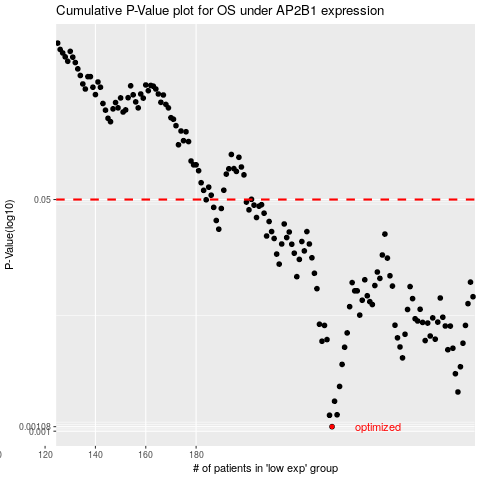 Cumulative P-Value plot for OS under AP2B1 expression
P-Value(log10)
0.05
0.00108
0.001
optimized
0 120 140 160 180
# of patients in 'low exp' group